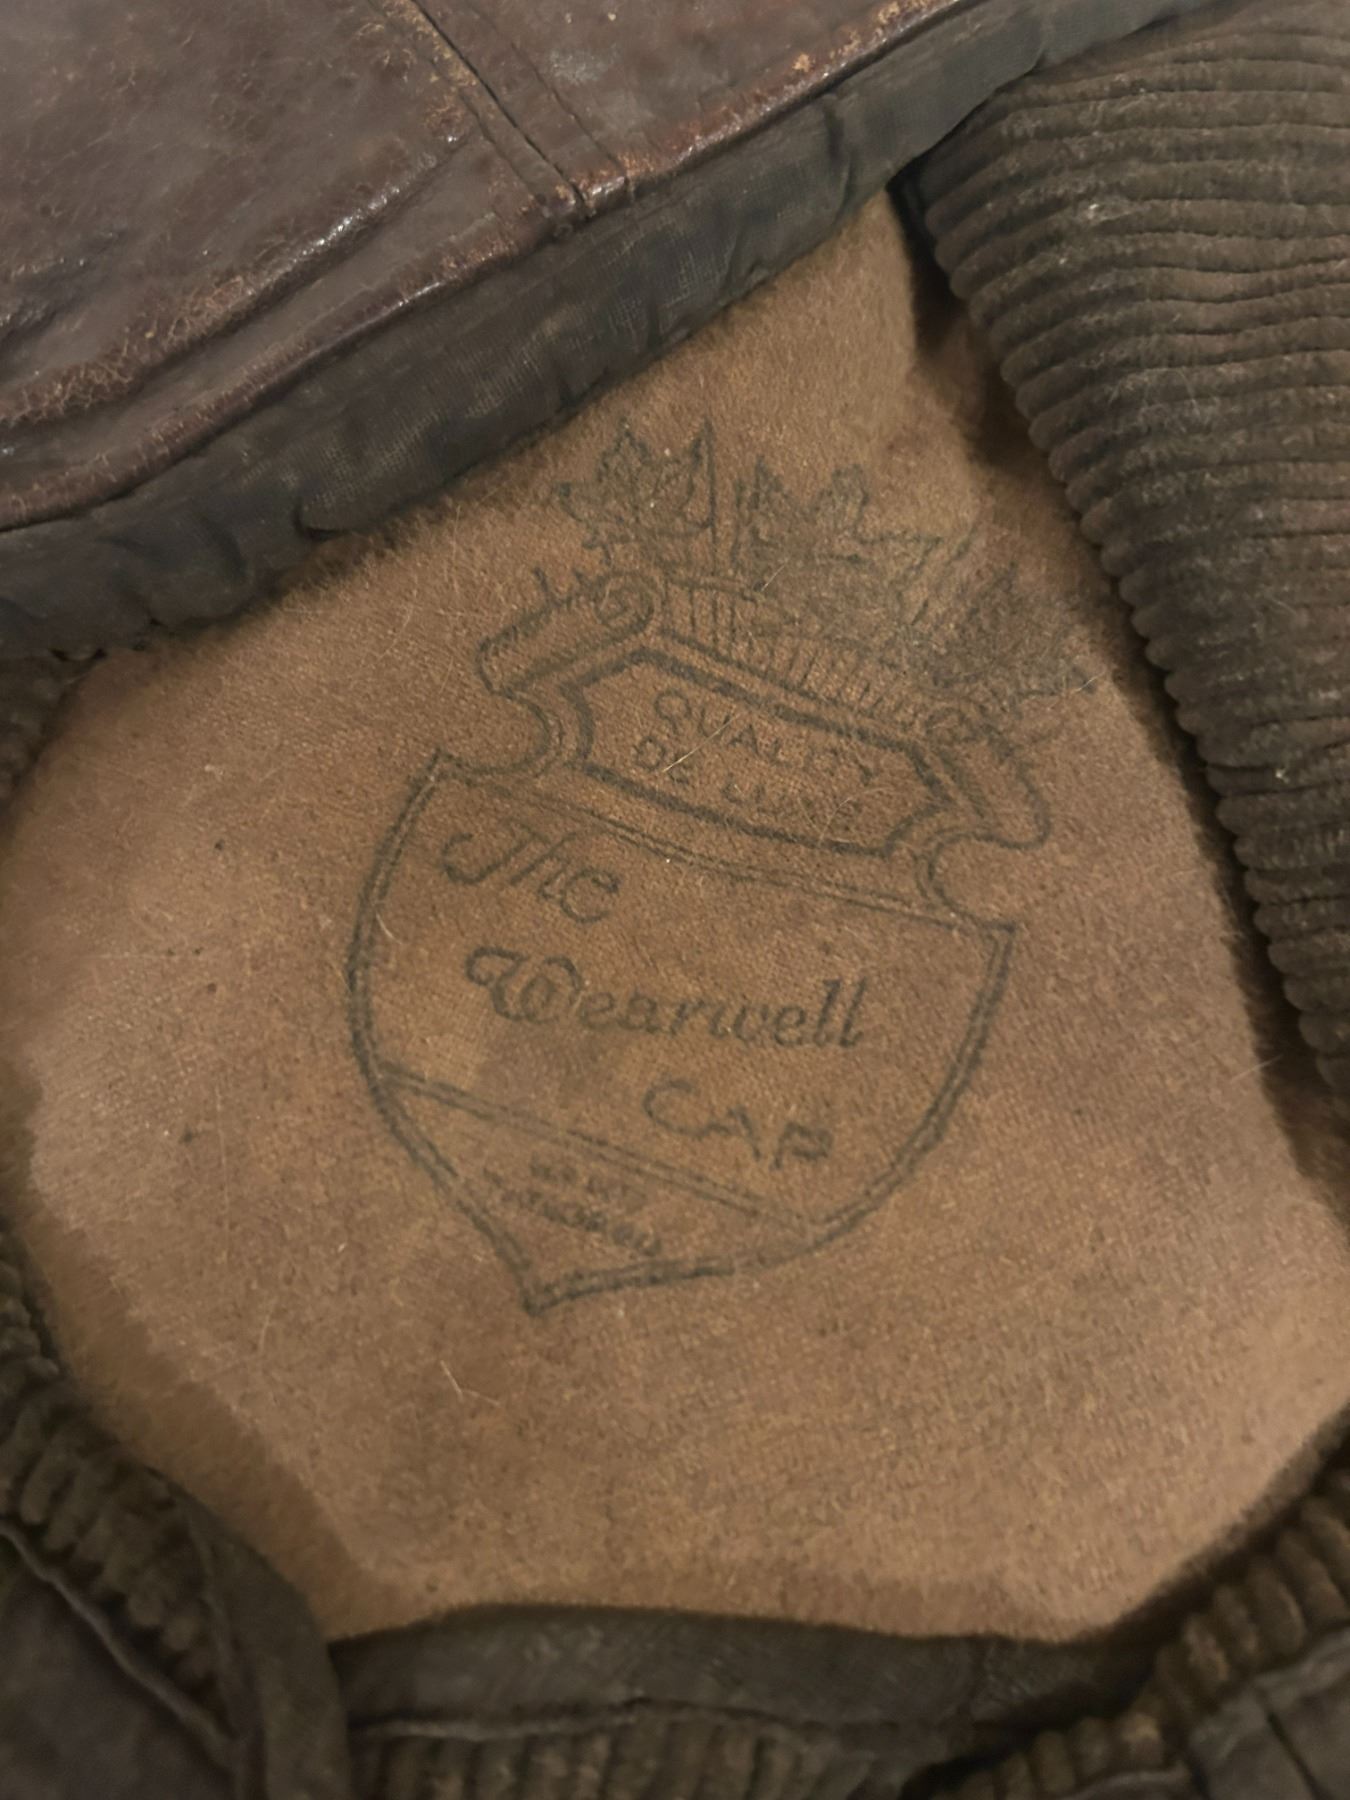 QUALITY
DE LUXE
The
Wearwell
CAP